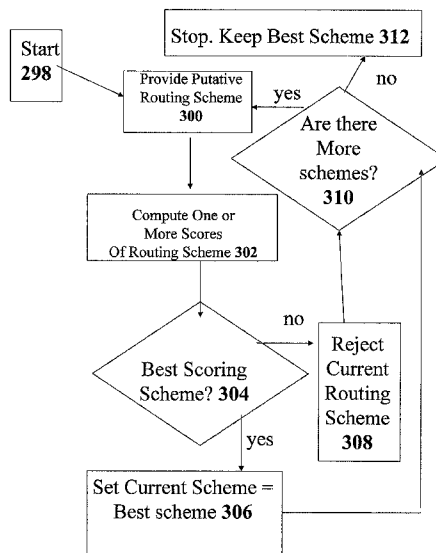 Start
298
Stop. Keep Best Scheme 312
Provide Putative
Routing Scheme
300
yes
no
Are there
More
schemes?
310
Compute One or
More Scores
Of Routing Scheme 302
Best Scoring
Scheme? 304
no
Reject
Current
Routing
Scheme
308
yes
Set Current Scheme =
Best scheme 306